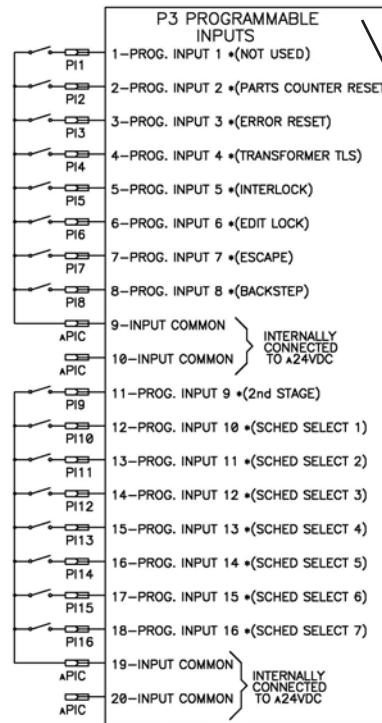 P3 PROGRAMMABLE
INPUTS
1-PROG. INPUT 1 *(NOT USED)
PI1
2-PROG. INPUT 2 *(PARTS COUNTER RESET
PI2
3-PROG. INPUT 3 *(ERROR RESET)
PI3
4-PROG. INPUT 4 *(TRANSFORMER TLS)
PI4
5-PROG. INPUT 5 *(INTERLOCK)
PI5
6-PROG. INPUT 6 *(EDIT LOCK)
PI6
7-PROG. INPUT 7 *(ESCAPE)
PI7
8-PROG. INPUT 8 *(BACKSTEP)
PI8
9-INPUT COMMON
APIC
10-INPUT COMMON
APIC
INTERNALLY
CONNECTED
TO A24VDC
11-PROG. INPUT 9 *(2nd STAGE)
PI9
12-PROG. INPUT 10 *(SCHED SELECT 1)
PI10
13-PROG. INPUT 11 *(SCHED SELECT 2)
PI11
14-PROG. INPUT 12 *(SCHED SELECT 3)
PI12
15-PROG. INPUT 13 *(SCHED SELECT 4)
PI13
16-PROG. INPUT 14 *(SCHED SELECT 5)
PI14
17-PROG. INPUT 15 *(SCHED SELECT 6)
PI15
18-PROG. INPUT 16 *(SCHED SELECT 7)
PI16
19-INPUT COMMON
APIC
20-INPUT COMMON
APIC
INTERNALLY
CONNECTED
TO A24VDC